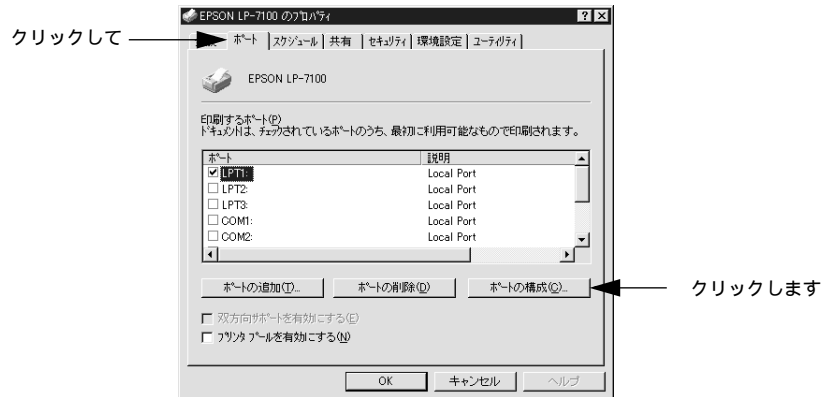 EPSON LP-7100 のプロパティ
クリックして
ポート スケジュール 共有 セキュリティ 環境設定 ユーティリティ
EPSON LP-7100
印刷するポート(P)
ドキュメントは、チェックされているポートのうち、最初に利用可能なもので印刷されます。
ポート 説明
LPT1: Local Port
LPT2: Local Port
LPT3: Local Port
COM1: Local Port
COM2: Local Port
ポートの追加(T)... ポートの削除(D) ポートの構成(C)...
クリックします
双方向サポートを有効にする(E)
プリンタ プールを有効にする(N)
OK キャンセル ヘルプ